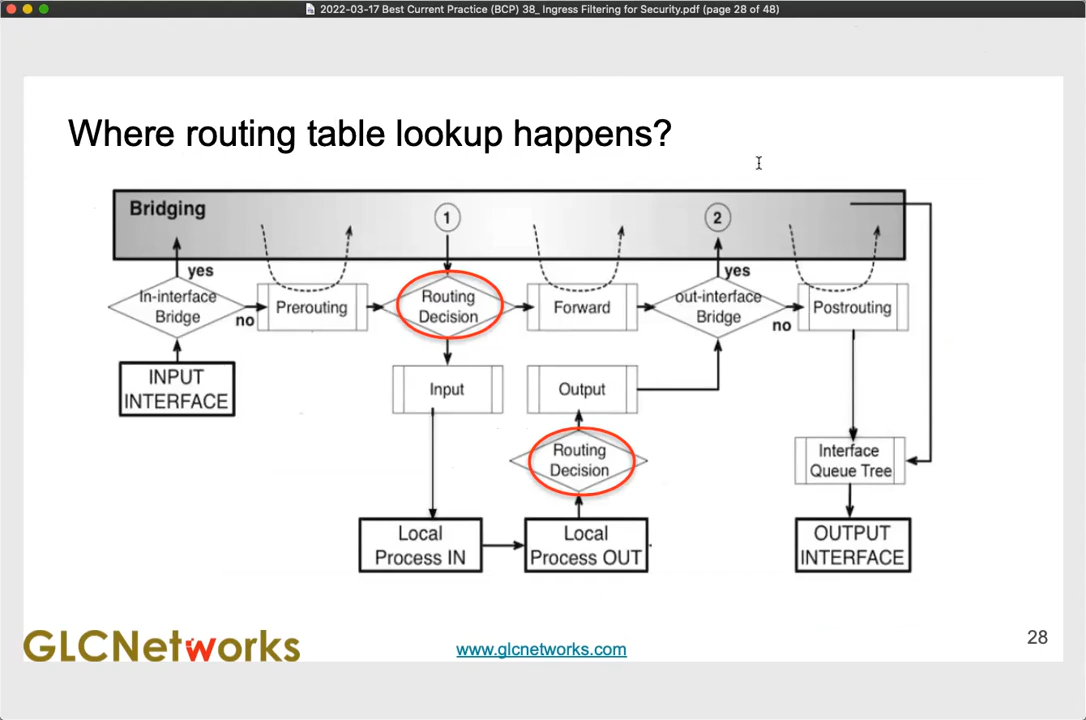 2022-03-17 Best Current Practice (BCP) 38_ Ingress Filtering for Security.pdf (page 28 of 48)
Where routing table lookup happens?
Bridging
1
2
yes
yes
In-interface
Bridge
no
Prerouting
Routing
Decision
Forward
out-interface
Bridge
no
Postrouting
INPUT
INTERFACE
Input
Output
Routing
Decision
Interface
Queue Tree
Local
Process IN
Local
Process OUT
OUTPUT
INTERFACE
GLCNetworks
www.glcnetworks.com
28